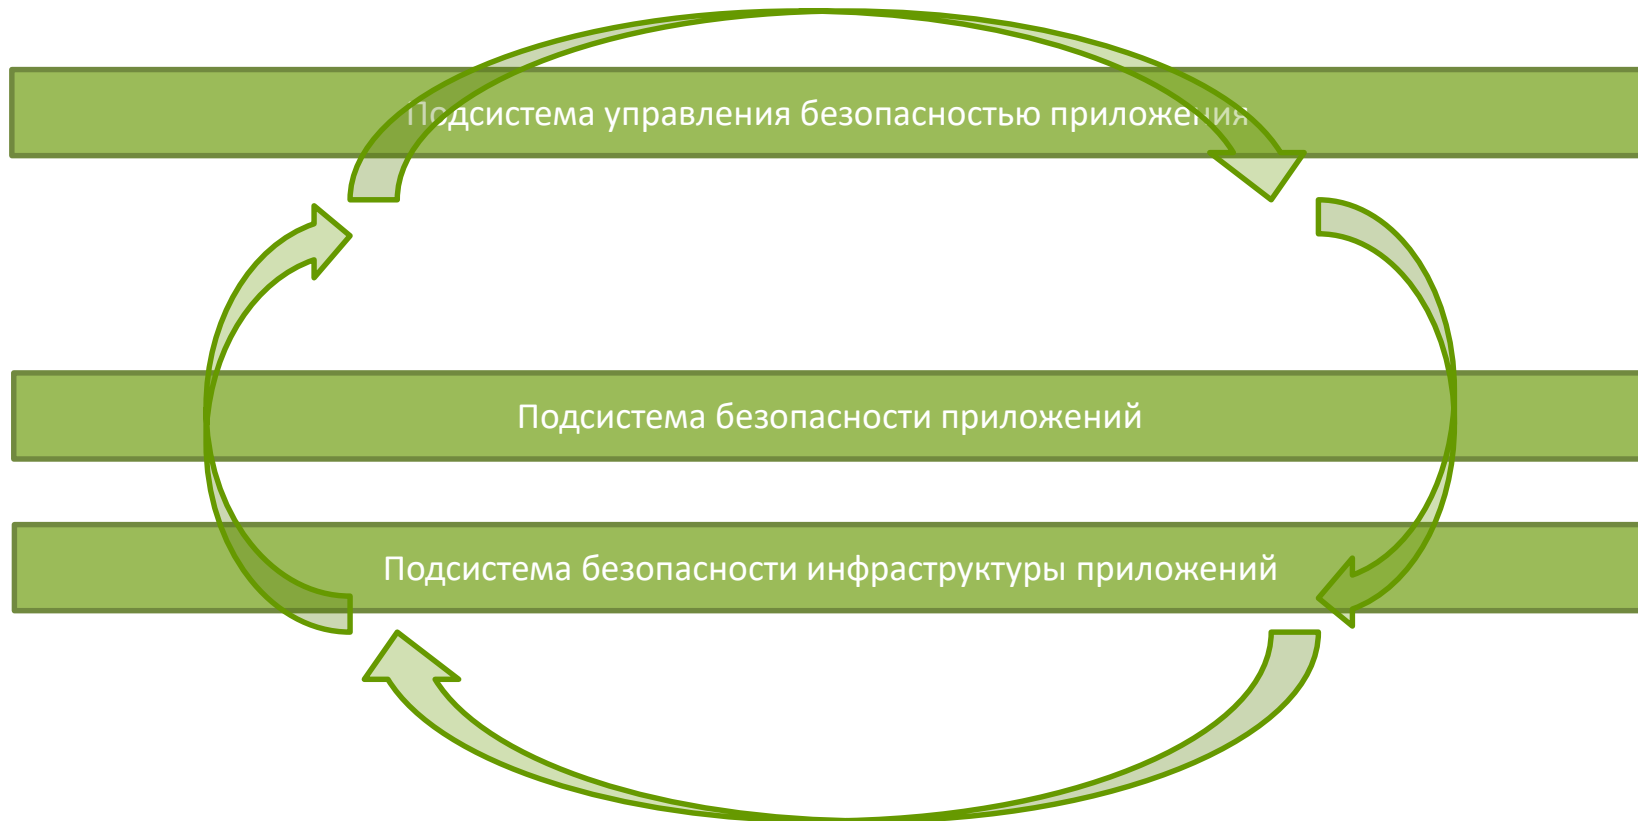 Подсистема управления безопасностью приложения
Подсистема безопасности приложений
Подсистема безопасности инфраструктуры приложений